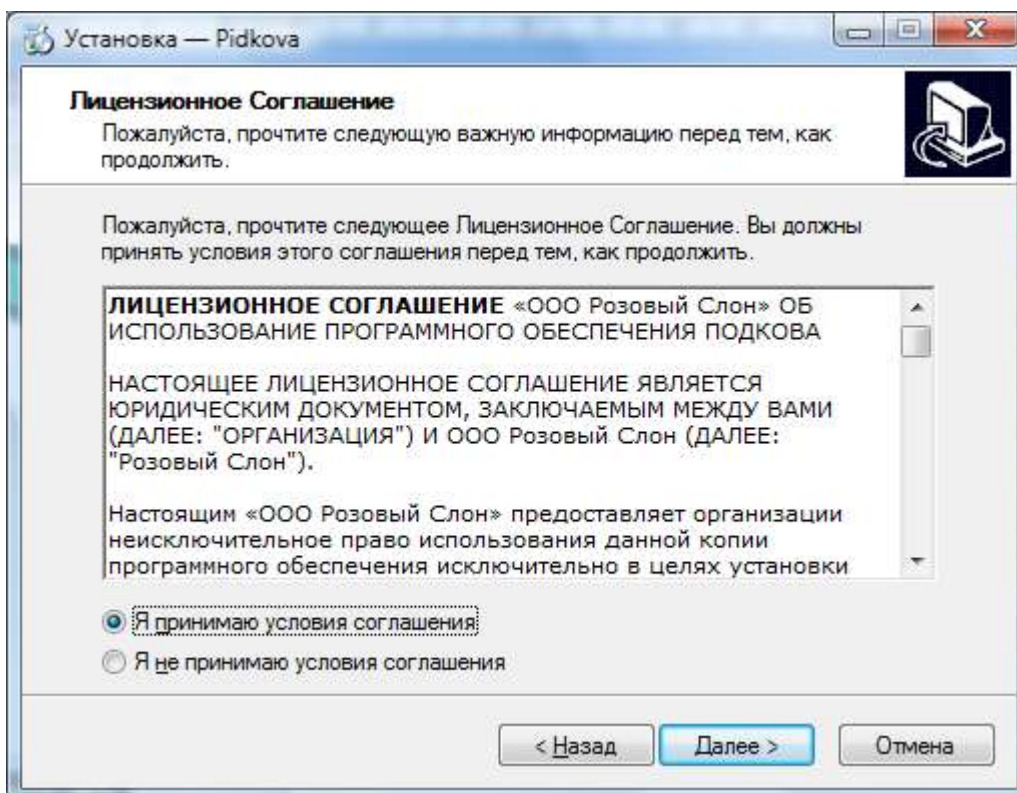 Установка — Pidkova
Лицензионное Соглашение
Пожалуйста, прочтите следующую важную информацию перед тем, как
продолжить.
Пожалуйста, прочтите следующее Лицензионное Соглашение. Вы должны
принять условия этого соглашения перед тем, как продолжить.
ЛИЦЕНЗИОННОЕ СОГЛАШЕНИЕ «ООО Розовый Слон» ОБ
ИСПОЛЬЗОВАНИЕ ПРОГРАММНОГО ОБЕСПЕЧЕНИЯ ПОДКОВА
НАСТОЯЩЕЕ ЛИЦЕНЗИОННОЕ СОГЛАШЕНИЕ ЯВЛЯЕТСЯ
ЮРИДИЧЕСКИМ ДОКУМЕНТОМ, ЗАКЛЮЧАЕМЫМ МЕЖДУ ВАМИ
(ДАЛЕЕ: "ОРГАНИЗАЦИЯ") И ООО Розовый Слон (ДАЛЕЕ:
"Розовый Слон").
Настоящим «ООО Розовый Слон» предоставляет организации
неисключительное право использования данной копии
программного обеспечения исключительно в целях установки
Я принимаю условия соглашения
Я не принимаю условия соглашения
< Назад Далее > Отмена